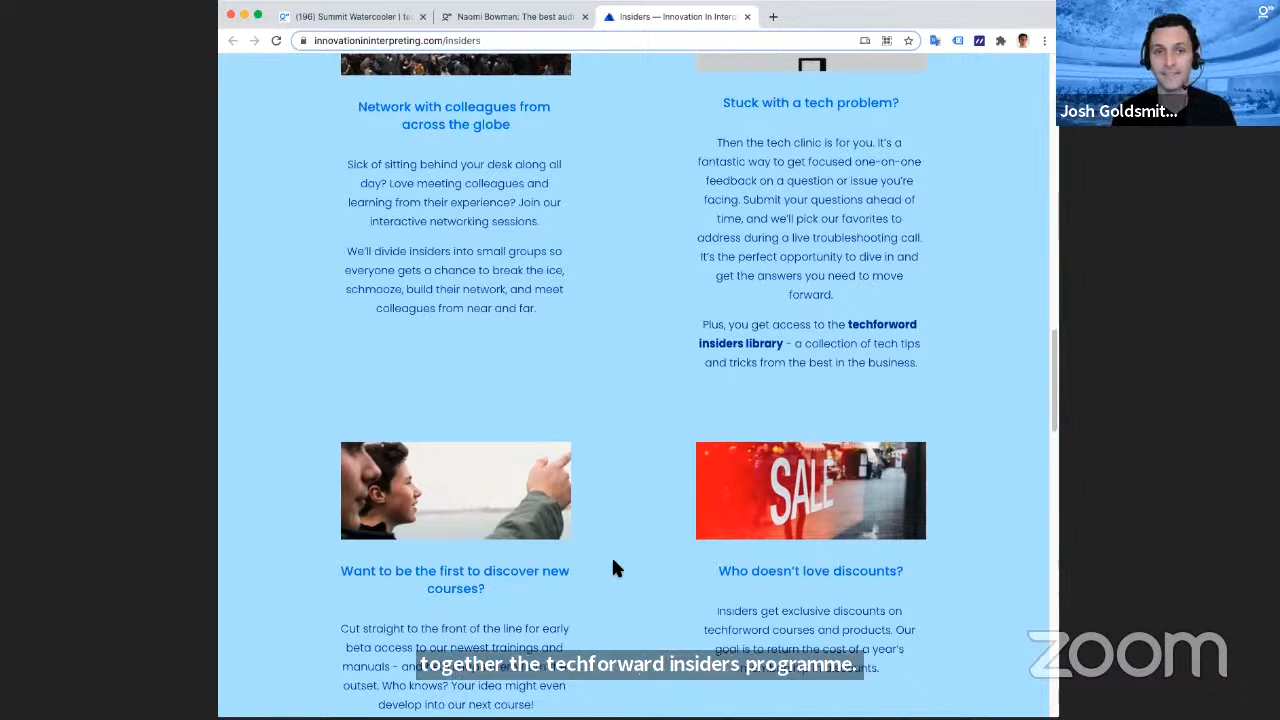 (196) Summit Watercooler | te
Naomi Bowman: The best audi
Insiders — Innovation In Interp
innovationininterpreting.com/insiders
Josh Goldsmit...
Network with colleagues from
across the globe
Sick of sitting behind your desk along all
day? Love meeting colleagues and
learning from their experience? Join our
interactive networking sessions.
We'll divide insiders into small groups so
everyone gets a chance to break the ice,
schmooze, build their network, and meet
colleagues from near and far.
Stuck with a tech problem?
Then the tech clinic is for you. It's a
fantastic way to get focused one-on-one
feedback on a question or issue you're
facing. Submit your questions ahead of
time, and we'll pick our favorites to
address during a live troubleshooting call.
It's the perfect opportunity to dive in and
get the answers you need to move
forward.
Plus, you get access to the techforword
insiders library - a collection of tech tips
and tricks from the best in the business.
SALE
Want to be the first to discover new
courses?
Cut straight to the front of the line for early
beta access to our newest trainings and
manuals -
outset. Who knows? Your idea might even
develop into our next course!
Who doesn't love discounts?
Insiders get exclusive discounts on
techforword courses and products. Our
goal is to return the cost of a year's
together the techforward insiders programme.
zoom